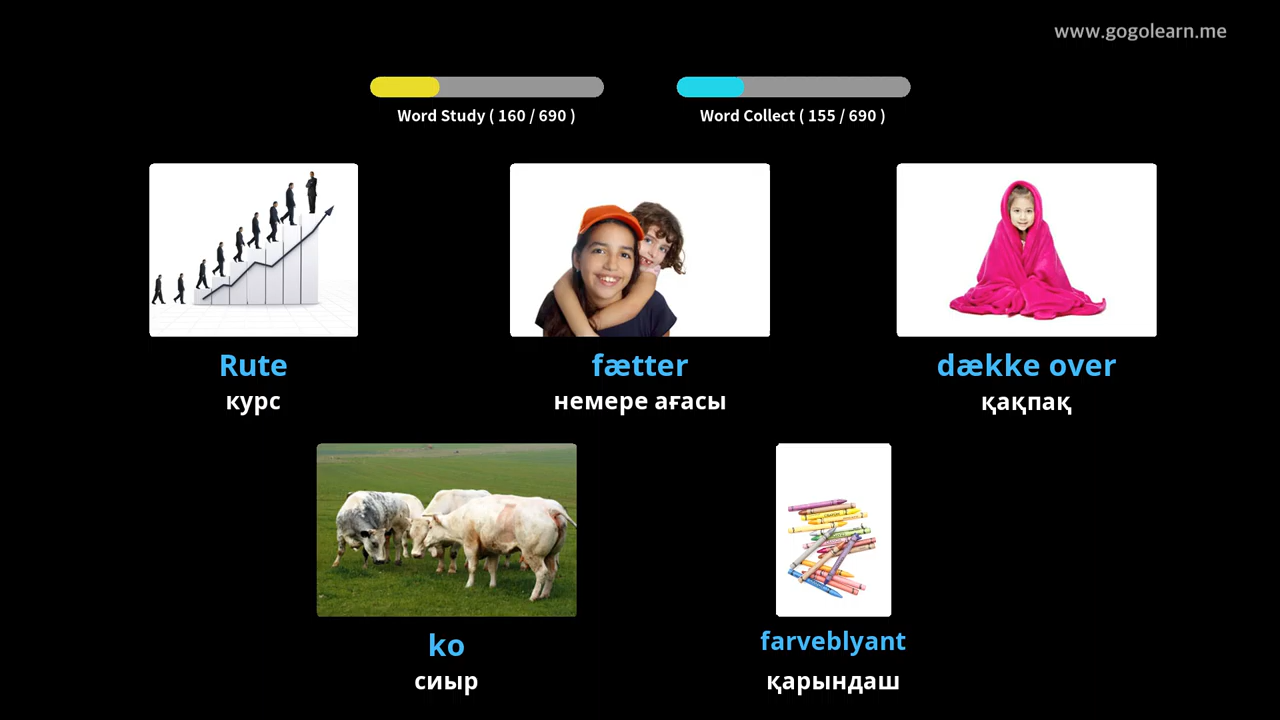 www.gogolearn.me
Word Study ( 160 / 690 )
Word Collect ( 155 / 690 )
Rute
курс
fætter
немере ағасы
dække over
қақпақ
ko
сиыр
farveblyant
қарындаш